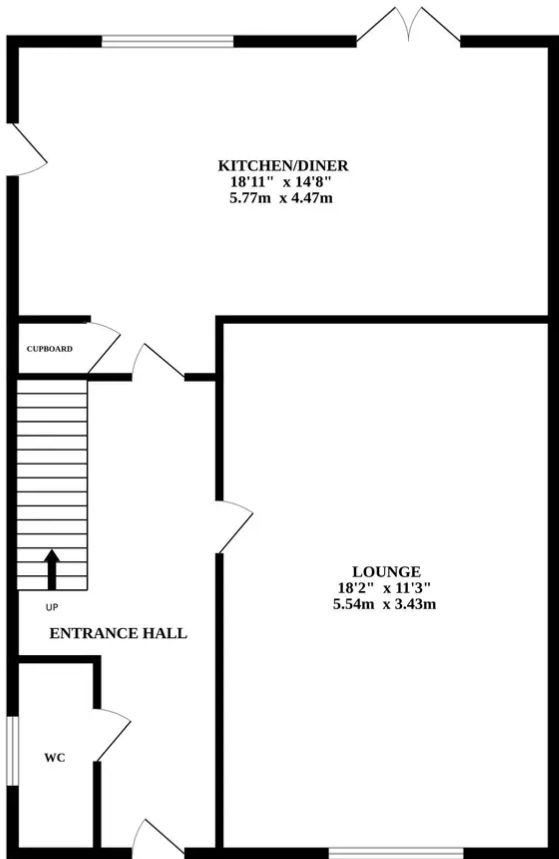 KITCHEN/DINER
18'11" x 14'8"
5.77m x 4.47m
CUPBOARD
LOUNGE
18'2" x 11'3"
5.54m x 3.43m
UP
ENTRANCE HALL
WC